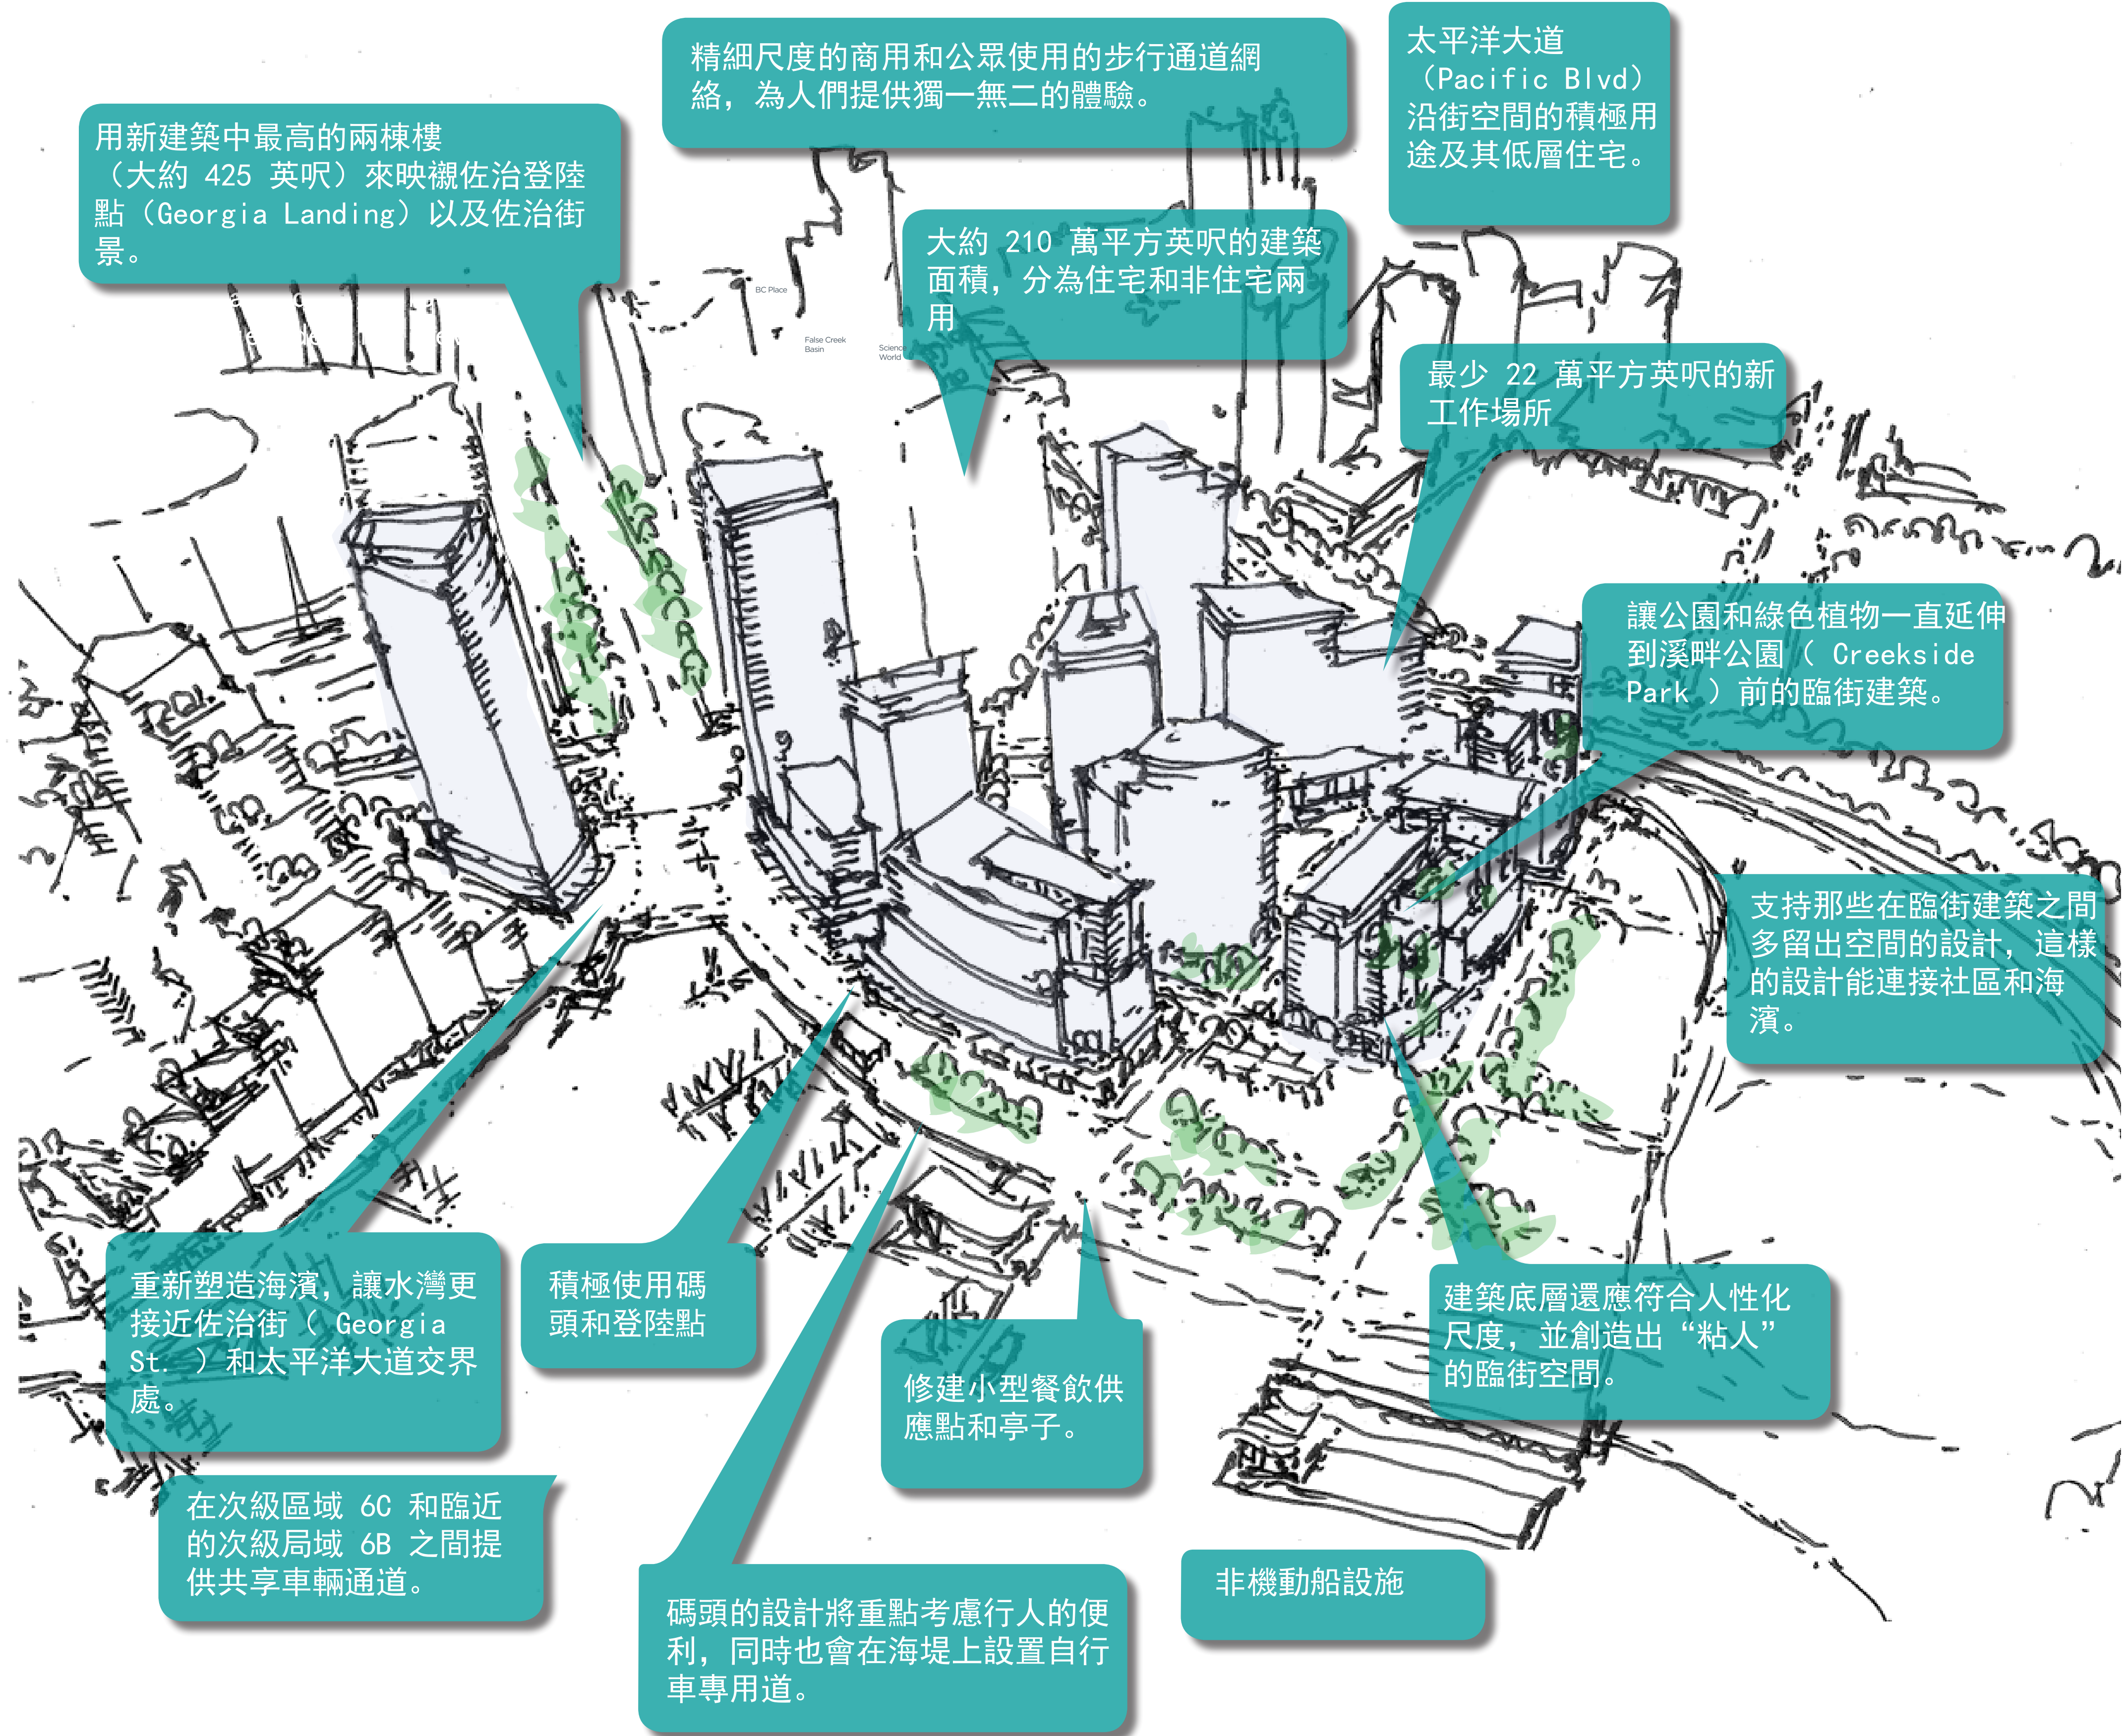 精細尺度的商用和公眾使用的步行通道網
絡，為人們提供獨一無二的體驗。
太平洋大道
（Pacific Blvd）
沿街空間的積極用
途及其低層住宅。
用新建築中最高的兩棟樓
（大約 425 英呎）來映襯佐治登陸
點（Georgia Landing）以及佐治街
景。
大約 210 萬平方英呎的建築
面積，分為住宅和非住宅兩
用
BC Place
False Creek
Basin
Science
World
最少 22 萬平方英呎的新
工作場所
讓公園和綠色植物一直延伸
到溪畔公園（ Creekside
Park ）前的臨街建築。
支持那些在臨街建築之間
多留出空間的設計，這樣
的設計能連接社區和海
濱。
重新塑造海濱，讓水灣更
接近佐治街（ Georgia
St. ）和太平洋大道交界
處。
積極使用碼
頭和登陸點
修建小型餐飲供
應點和亭子。
建築底層還應符合人性化
尺度，並創造出“粘人”
的臨街空間。
在次級區域 6C 和臨近
的次級局域 6B 之間提
供共享車輛通道。
碼頭的設計將重點考慮行人的便
利，同時也會在海堤上設置自行
車專用道。
非機動船設施